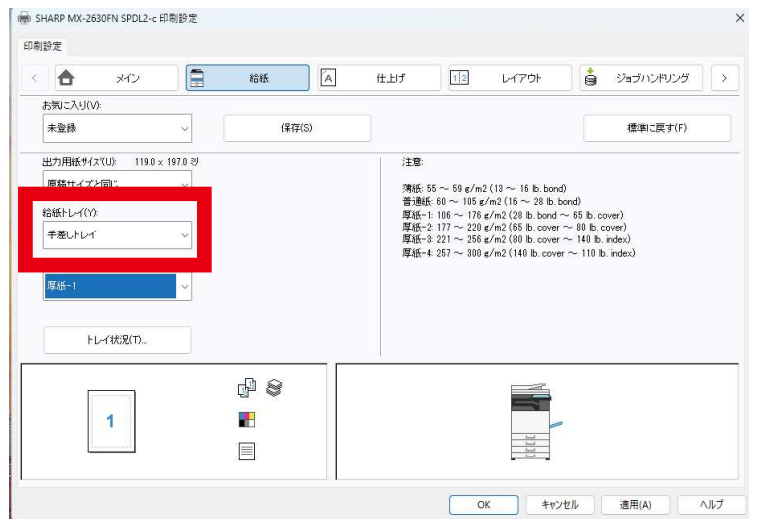 SHARP MX-2630FN SPDL2-c 印刷設定
印刷設定
メイン
給紙
A
仕上げ
1 2
レイアウト
ジョブハンドリング
お気に入り(V):
未登録
保存(S)
標準に戻す(F)
出力用紙サイズ(U): 119.0 x 197.0 ミリ
原稿サイズと同じ
給紙トレイ(Y):
手差しトレイ
厚紙-1
トレイ状況(T)...
注意:
薄紙: 55 ～ 59 g/m2 (13 ～ 16 lb. bond)
普通紙: 60 ～ 105 g/m2 (16 ～ 28 lb. bond)
厚紙-1: 106 ～ 176 g/m2 (28 lb. bond ～ 65 lb. cover)
厚紙-2: 177 ～ 220 g/m2 (65 lb. cover ～ 80 lb. cover)
厚紙-3: 221 ～ 256 g/m2 (80 lb. cover ～ 140 lb. index)
厚紙-4: 257 ～ 300 g/m2 (140 lb. cover ～ 110 lb. index)
1
OK
キャンセル
適用(A)
ヘルプ